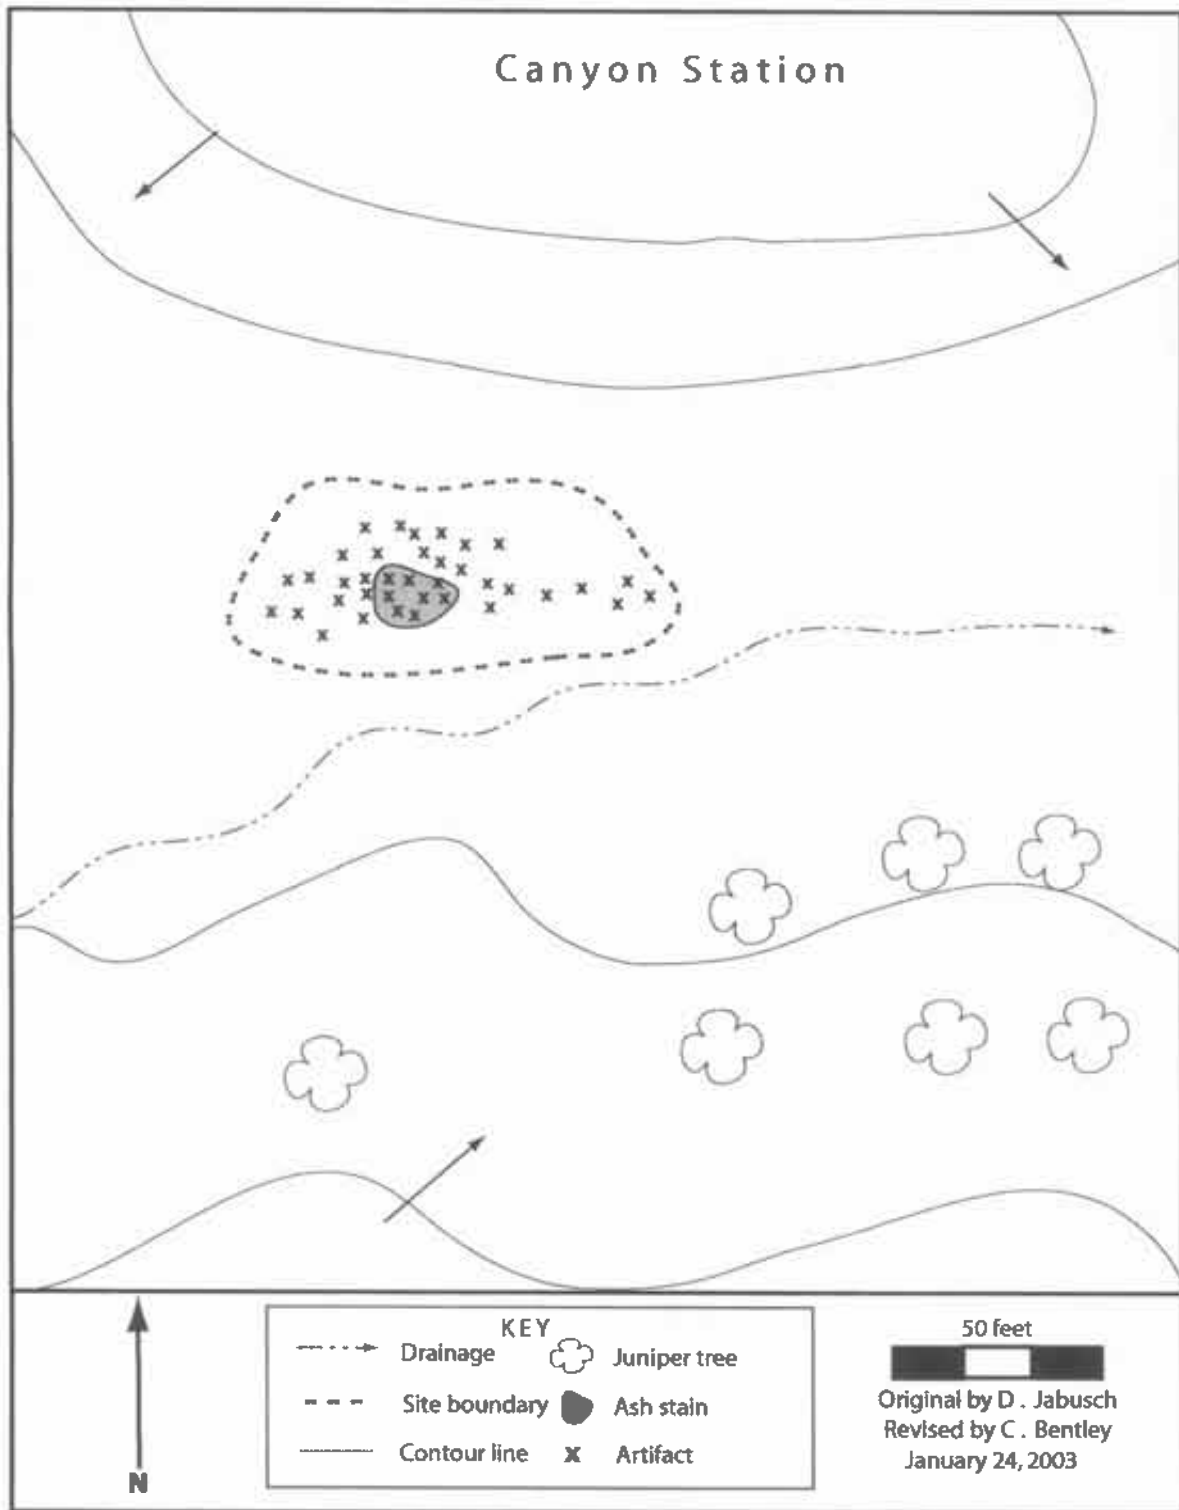 Canyon Station
KEY
Drainage
Juniper tree
Site boundary
Ash stain
Contour line
x Artifact
N
50 feet
Original by D . Jabusch
Revised by C . Bentley
January 24, 2003